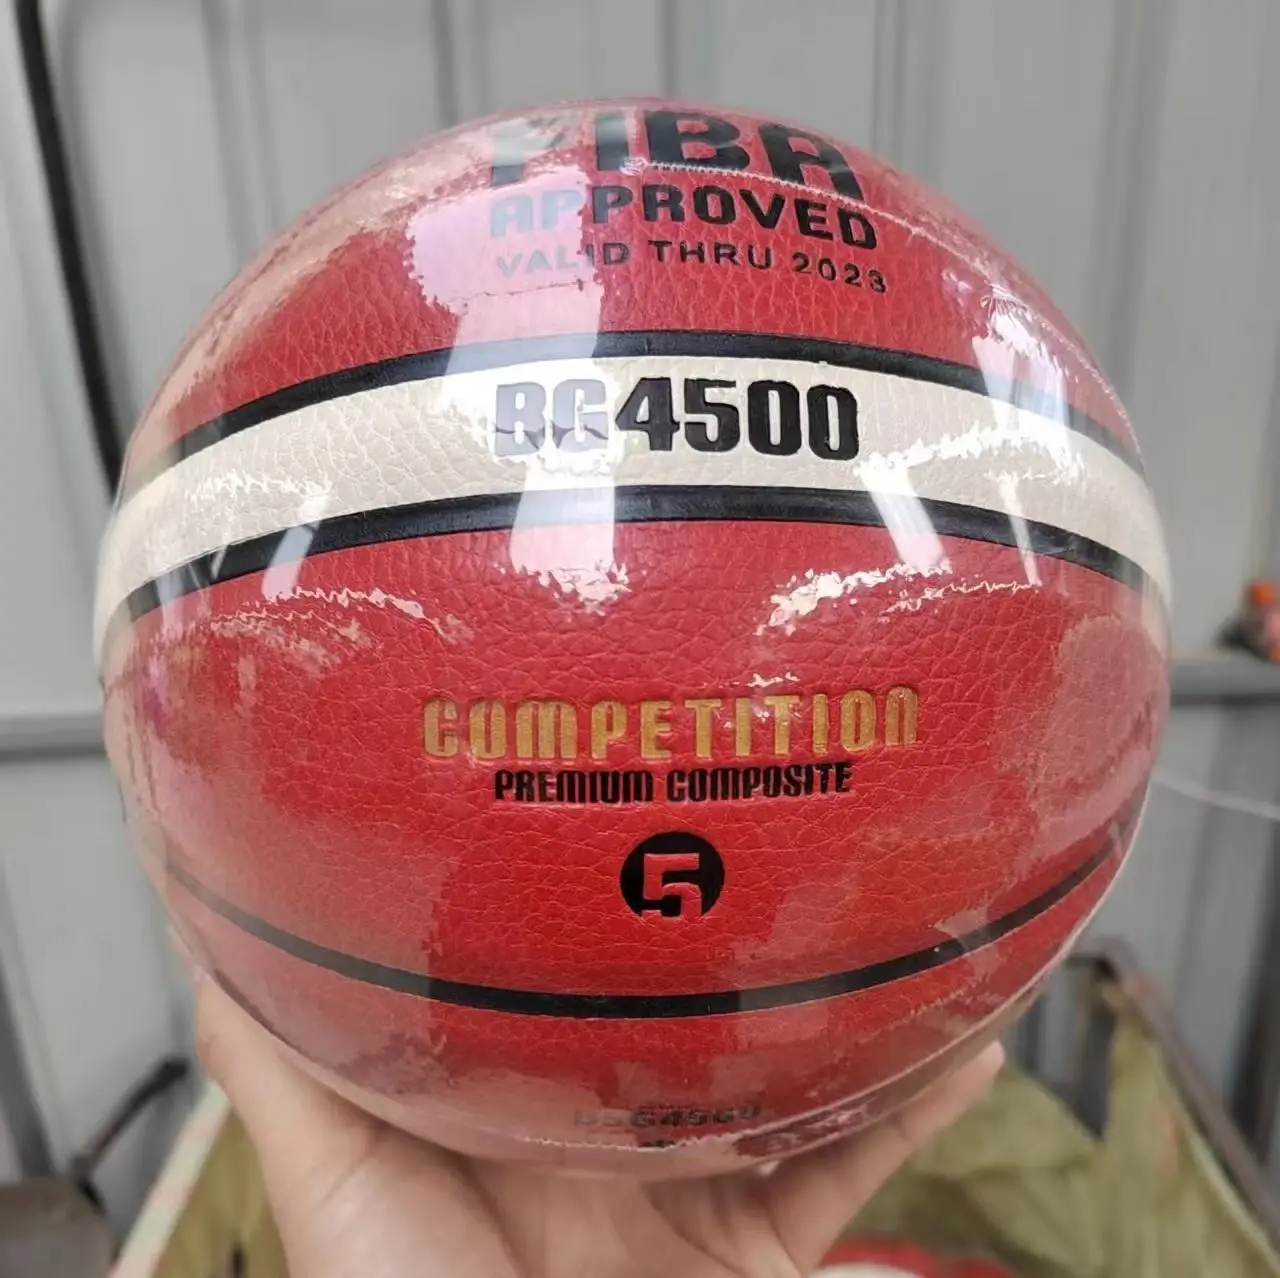 FIBA
APPROVED
VALID THRU 2023
BG4500
COMPETITION
PREMIUM COMPOSITE
5